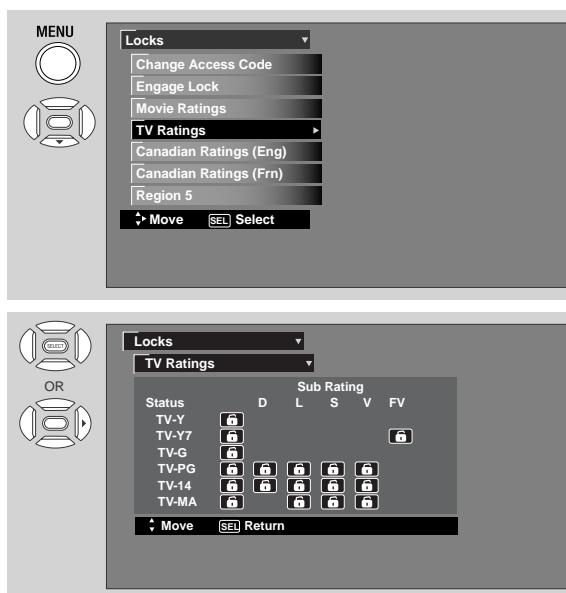 MENU
Locks
Change Access Code
Engage Lock
Movie Ratings
TV Ratings
Canadian Ratings (Eng)
Canadian Ratings (Frn)
Region 5
Move SEL Select
SELECT
OR
Locks
TV Ratings
Sub Rating
Status D L S V FV
TV-Y
TV-Y7
TV-G
TV-PG
TV-14
TV-MA
Move SEL Return